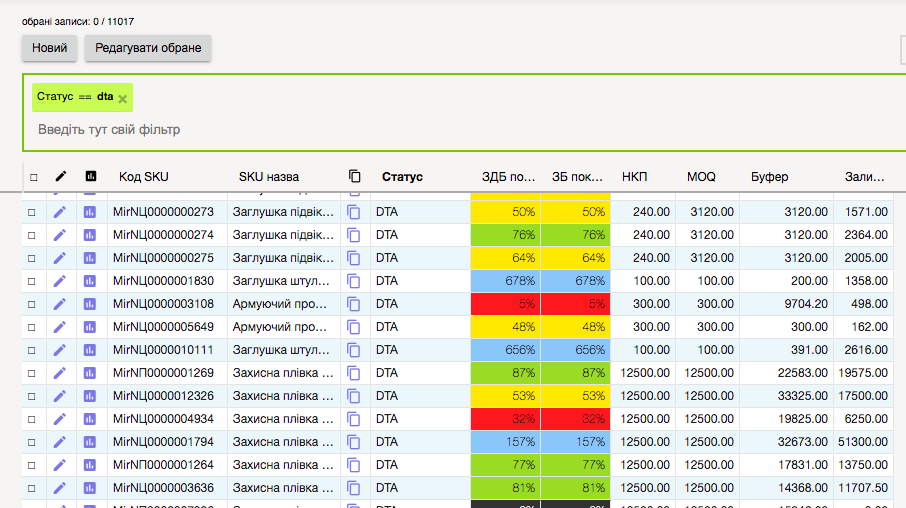 обрані записи: 0 / 11017
Новий Редагувати обране
Статус == dta
Введіть тут свій фільтр
Код SKU SKU назва Статус ЗДБ по... ЗБ пок... НКП MOQ Буфер Зали...
MirNЦ0000000273 Заглушка підвік... DTA 50% 50% 240.00 3120.00 3120.00 1571.00
MirNЦ0000000274 Заглушка підвік... DTA 76% 76% 240.00 3120.00 3120.00 2364.00
MirNЦ0000000275 Заглушка підвік... DTA 64% 64% 240.00 3120.00 3120.00 2005.00
MirNЦ0000001830 Заглушка штул... DTA 678% 678% 100.00 100.00 200.00 1358.00
MirNЦ0000003108 Армуючий про... DTA 5% 5% 300.00 300.00 9704.20 498.00
MirNЦ0000005649 Армуючий про... DTA 48% 48% 300.00 300.00 300.00 162.00
MirNЦ0000010111 Заглушка штул... DTA 656% 656% 100.00 100.00 391.00 2616.00
MirNП0000001269 Захисна плівка ... DTA 87% 87% 12500.00 12500.00 22583.00 19575.00
MirNЦ0000012326 Захисна плівка ... DTA 53% 53% 12500.00 12500.00 33325.00 17500.00
MirNЦ0000004934 Захисна плівка ... DTA 32% 32% 12500.00 12500.00 19825.00 6250.00
MirNЦ0000001794 Захисна плівка ... DTA 157% 157% 12500.00 12500.00 32673.00 51300.00
MirNП0000001264 Захисна плівка ... DTA 77% 77% 12500.00 12500.00 17831.00 13750.00
MirNЦ0000003636 Захисна плівка ... DTA 81% 81% 12500.00 12500.00 14368.00 11707.50